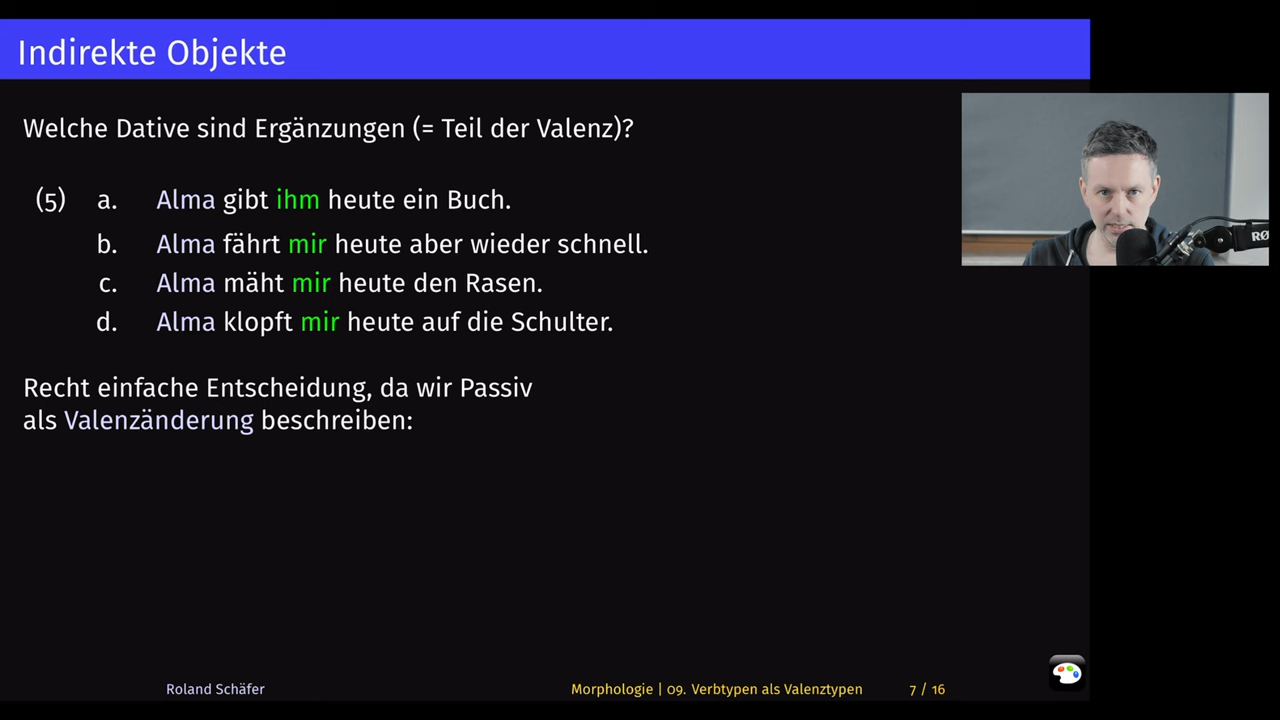 Indirekte Objekte
Welche Dative sind Ergänzungen (= Teil der Valenz)?
(5) a. Alma gibt ihm heute ein Buch.
b. Alma fährt mir heute aber wieder schnell.
c. Alma mäht mir heute den Rasen.
d. Alma klopft mir heute auf die Schulter.
Recht einfache Entscheidung, da wir Passiv
als Valenzänderung beschreiben:
Roland Schäfer Morphologie | 09. Verbtypen als Valenztypen 7 / 16